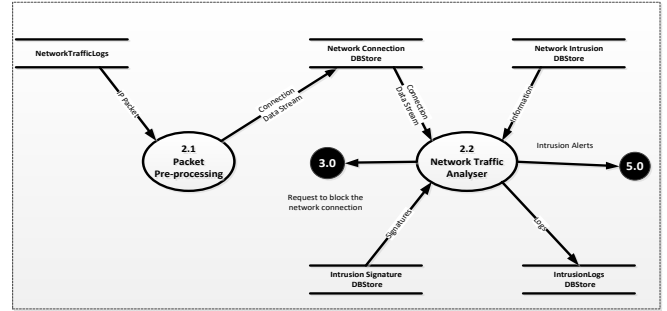 NetworkTrafficLogs
Network Connection
DBStore
Network Intrusion
DBStore
IP Packet
Connection
Data Stream
Connection
Data Stream
Information
2.1
Packet
Pre-processing
3.0
2.2
Network Traffic
Analyser
Intrusion Alerts
5.0
Request to block the
network connection
Signatures
Logs
Intrusion Signature
DBStore
IntrusionLogs
DBStore